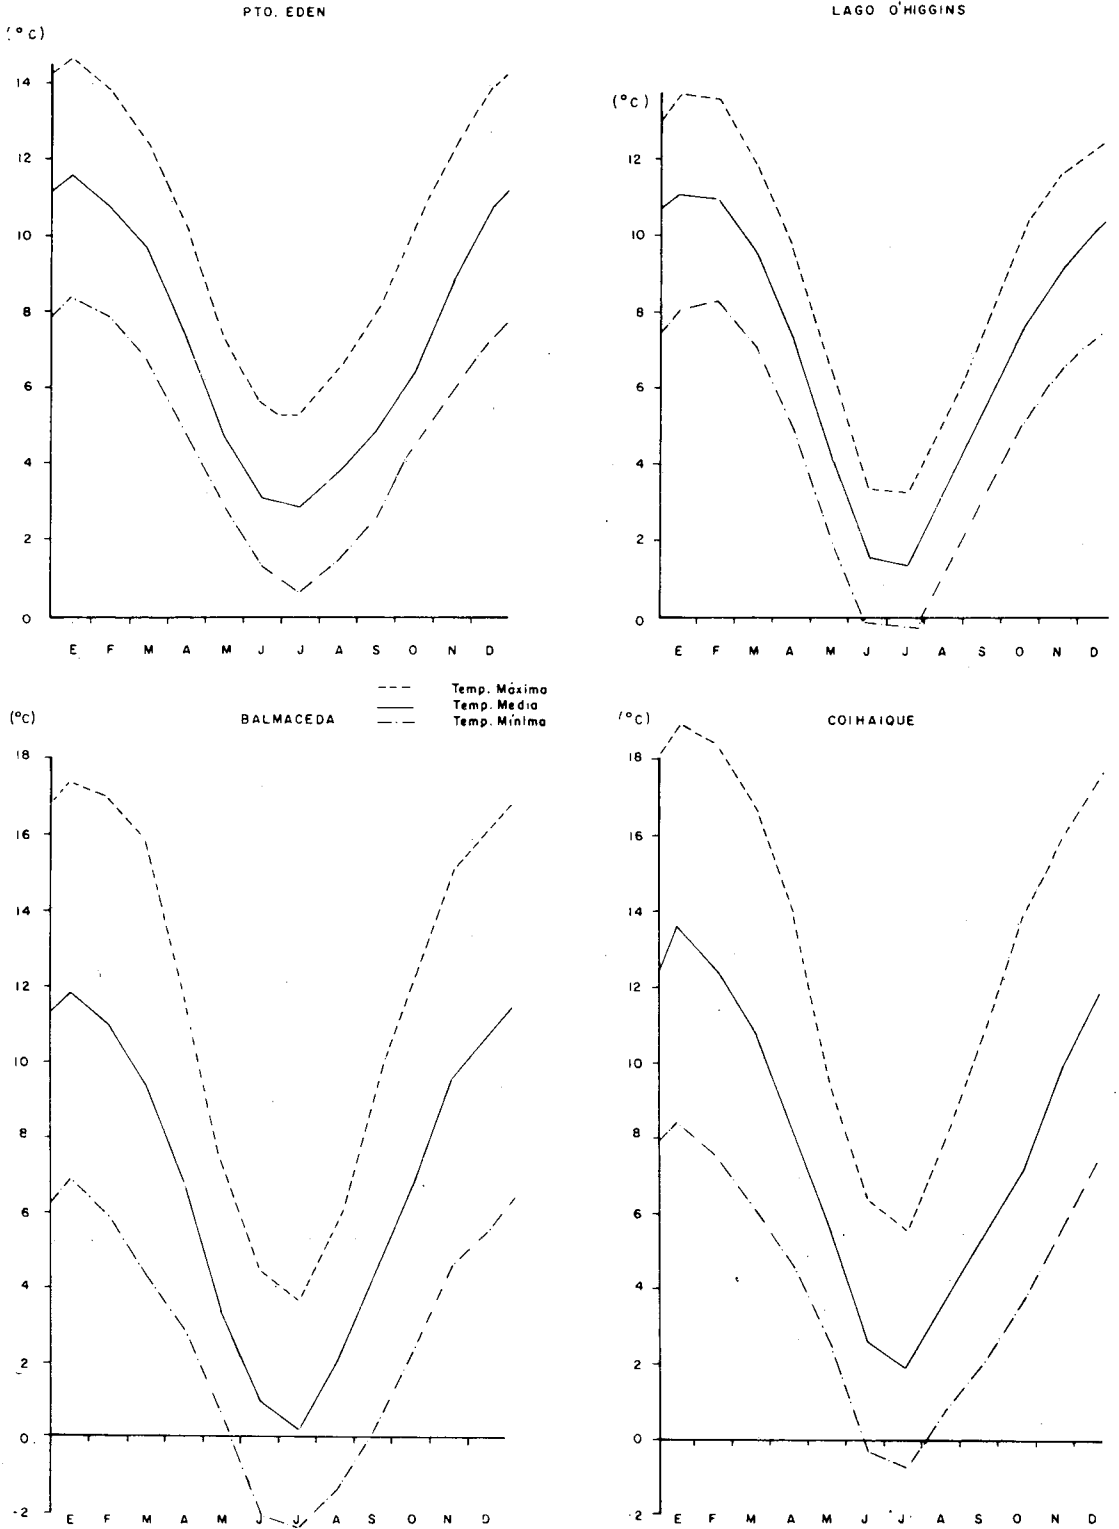 PTO. EDEN
(°C)
14
12
10
8
6
4
2
0
E F M A M J J A S O N D
LAGO O'HIGGINS
(°C)
12
10
8
6
4
2
0
E F M A M J J A S O N D
--- Temp. Máxima
Temp. Media
Temp. Mínima
BALMACEDA
(°C)
18
16
14
12
10
8
6
4
2
0
-2
E F M A M J J A S O N D
COIHAIQUE
(°C)
18
16
14
12
10
8
6
4
2
0
-2
E F M A M J J A S O N D